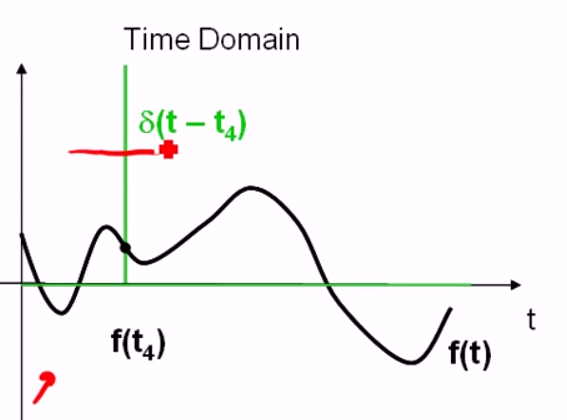 Time Domain
δ(t – t₄)
t
f(t₄)
f(t)